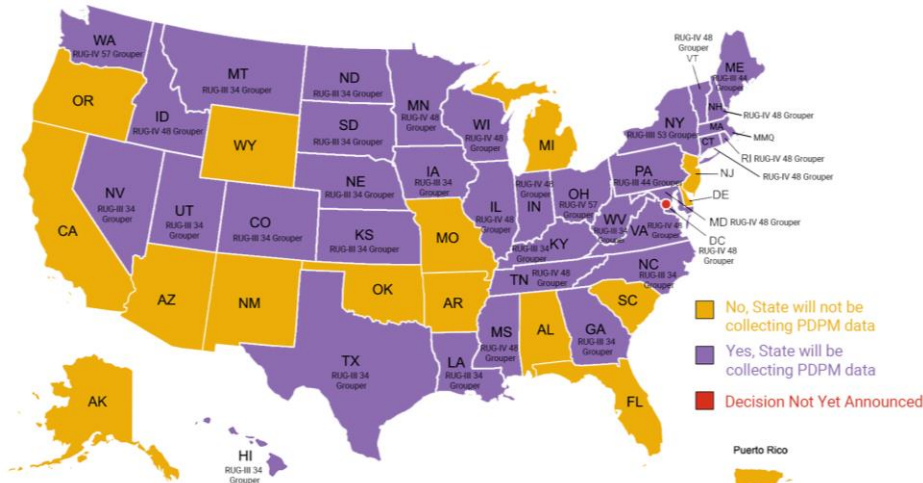 WA
RUG-IV 57 Grouper
OR
CA
ID
RUG-IV 48 Grouper
NV
RUG-III 34
Grouper
MT
RUG-III 34 Grouper
WY
UT
RUG-III 34
Grouper
AZ
CO
RUG-III 34 Grouper
NM
ND
RUG-III 34 Grouper
SD
RUG-III 34 Grouper
NE
RUG-III 34 Grouper
KS
RUG-III 34 Grouper
OK
TX
RUG-III 34
Grouper
MN
RUG-IV 48
Grouper
IA
RUG-III 34
Grouper
MO
AR
LA
RUG-III 34
Grouper
WI
RUG-IV 48
Grouper
IL
RUG-IV 48
Grouper
MI
RUG-IV 48
Grouper
IN
OH
RUG-IV 57
Grouper
RUG-III 34
Grouper
KY
TN
RUG-IV 48
Grouper
MS
RUG-IV 48
Grouper
AL
GA
RUG-III 34
Grouper
FL
SC
NC
RUG-III 34
Grouper
WV
RUG-III 34
Grouper
VA
RUG-IV 48
Grouper
PA
RUG-III 44 Grouper
NY
RUG-III 53 Grouper
RUG-IV 48
Grouper
VT
ME
RUG-III 44
Grouper
NH
RUG-IV 48 Grouper
MA
MMQ
CT
RI RUG-IV 48 Grouper
RUG-IV 48 Grouper
NJ
DE
MD RUG-IV 48 Grouper
DC
RUG-IV 48
Grouper
AK
HI
RUG-III 34
Grouper
No, State will not be
collecting PDPM data
Yes, State will be
collecting PDPM data
Decision Not Yet Announced
Puerto Rico